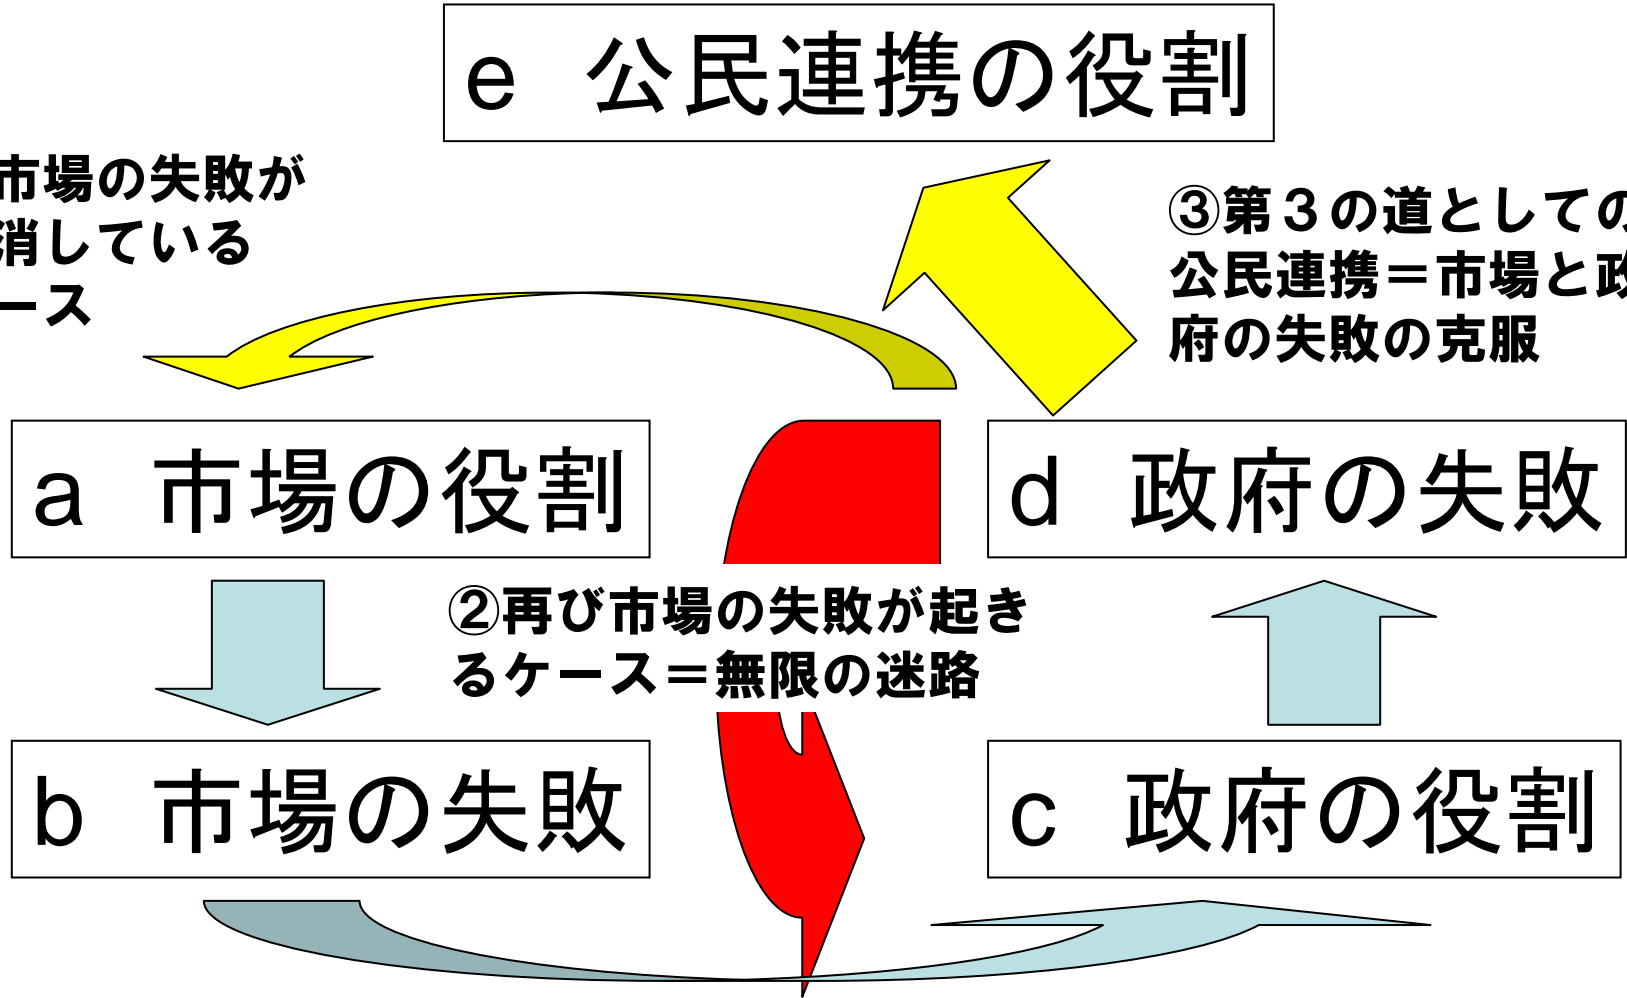 e　公民連携の役割
市場の失敗が
消している
ース
③第３の道としての
公民連携＝市場と政
府の失敗の克服
a　市場の役割
d　政府の失敗
②再び市場の失敗が起き
るケース＝無限の迷路
b　市場の失敗
c　政府の役割